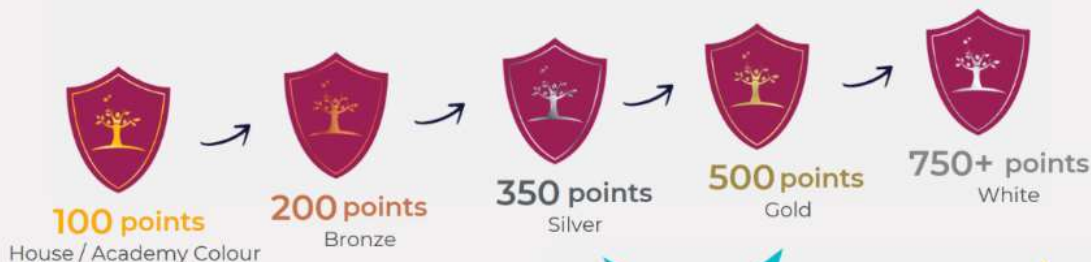 100 points
House / Academy Colour
200 points
Bronze
350 points
Silver
500 points
Gold
750+ points
White